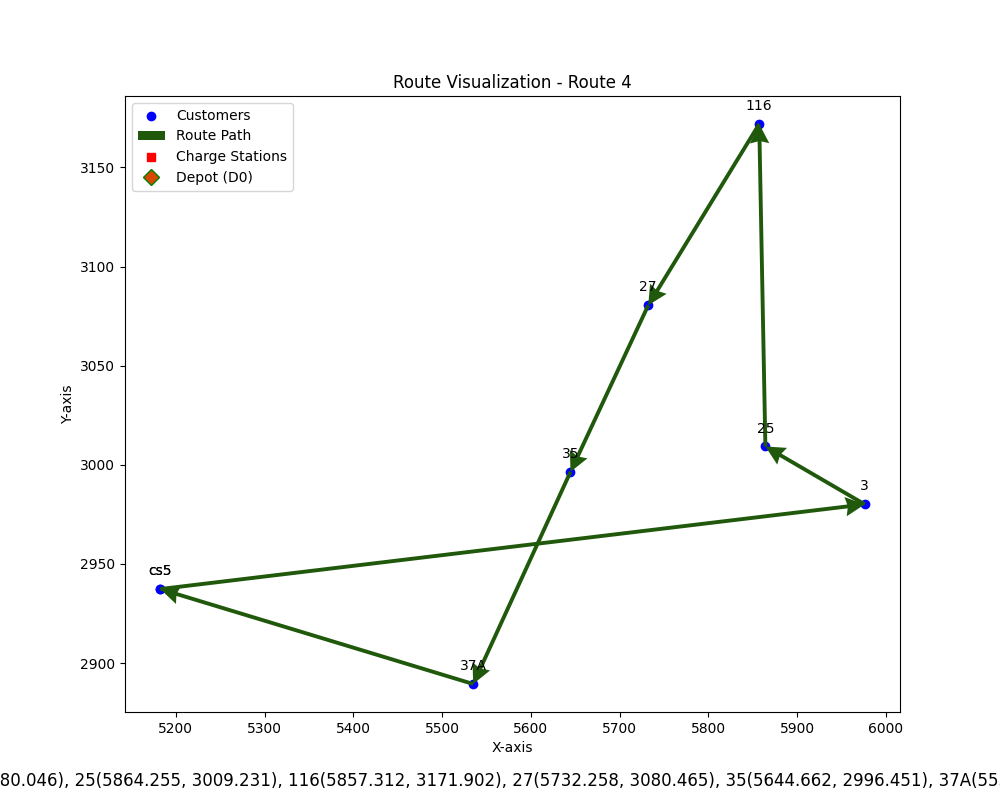 Route Visualization - Route 4
Customers
Route Path
Charge Stations
Depot (D0)
116
27
25
35
3
cs5
37A
Y-axis
3150
3100
3050
3000
2950
2900
5200 5300 5400 5500 5600 5700 5800 5900 6000
X-axis
80.046), 25(5864.255, 3009.231), 116(5857.312, 3171.902), 27(5732.258, 3080.465), 35(5644.662, 2996.451), 37A(55